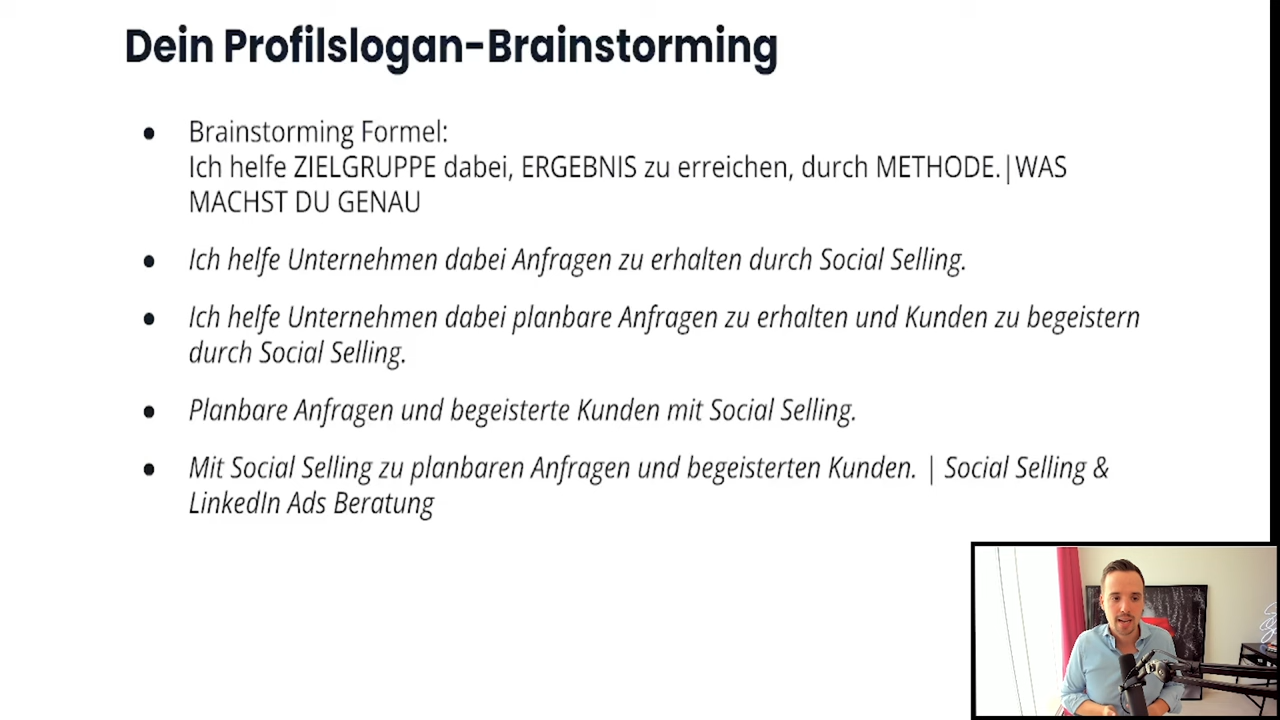 Dein Profilslogan-Brainstorming
Brainstorming Formel:
Ich helfe ZIELGRUPPE dabei, ERGEBNIS zu erreichen, durch METHODE.|WAS
MACHST DU GENAU
Ich helfe Unternehmen dabei Anfragen zu erhalten durch Social Selling.
Ich helfe Unternehmen dabei planbare Anfragen zu erhalten und Kunden zu begeistern
durch Social Selling.
Planbare Anfragen und begeisterte Kunden mit Social Selling.
Mit Social Selling zu planbaren Anfragen und begeisterten Kunden. | Social Selling &
LinkedIn Ads Beratung